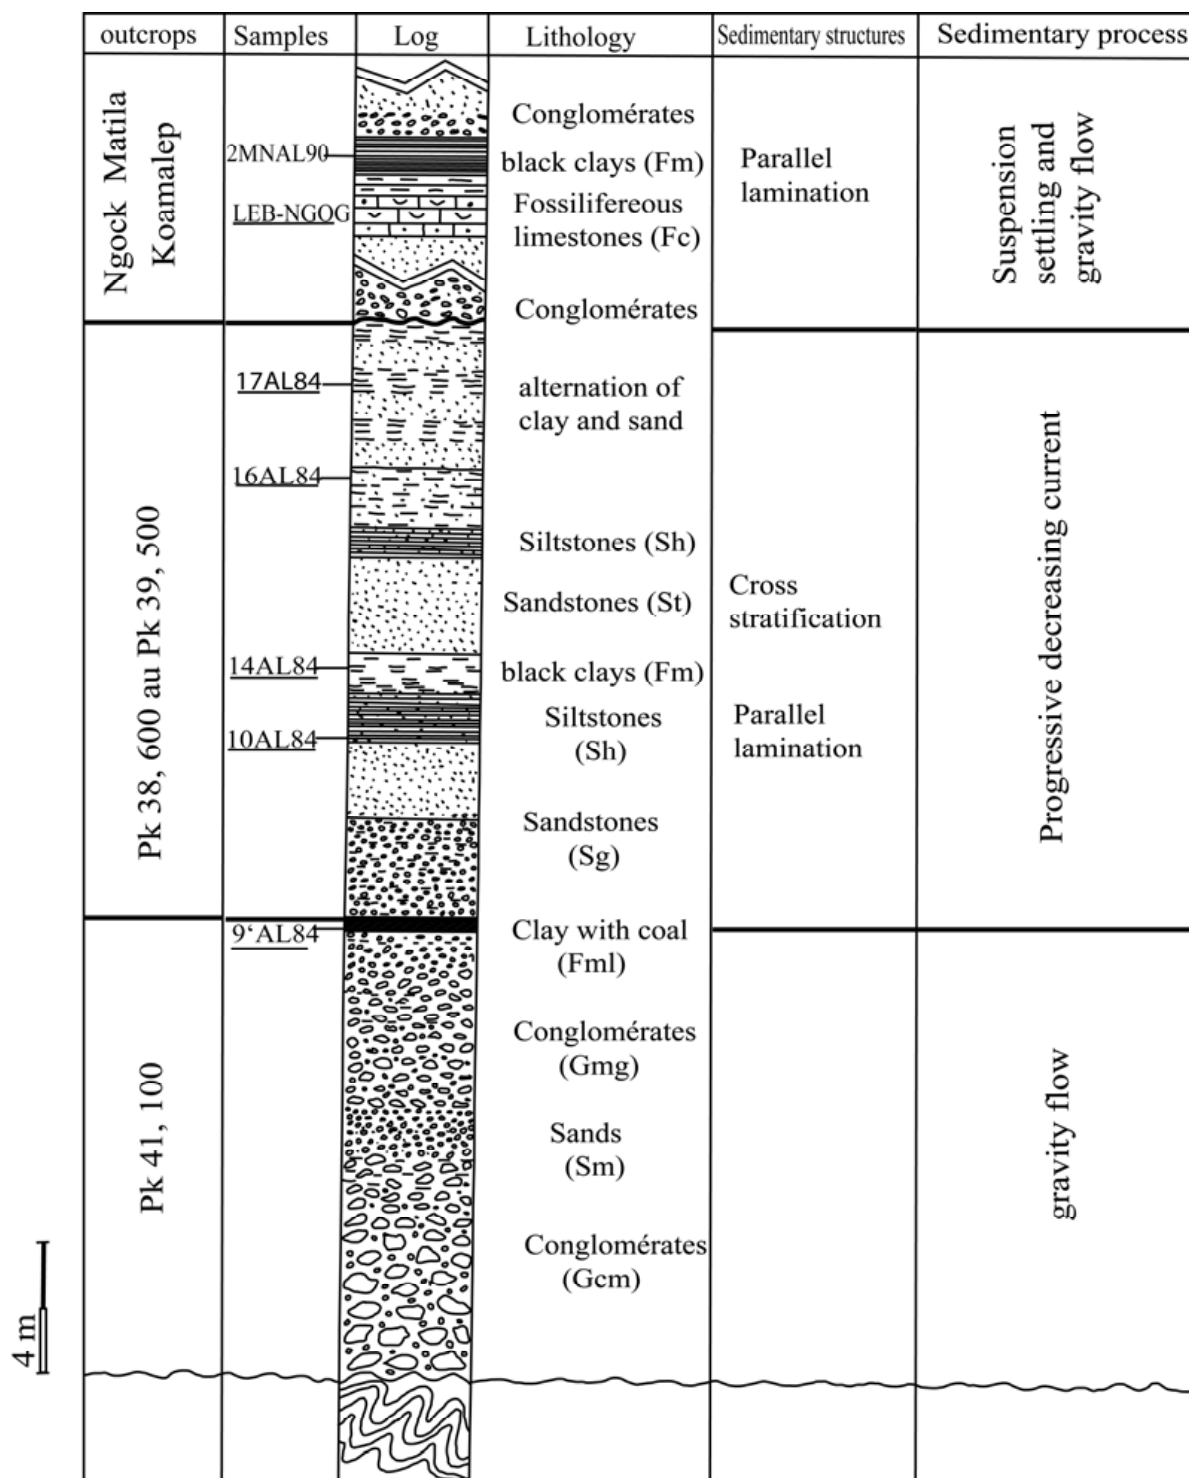 outcrops
Samples
Log
Lithology
Sedimentary structures
Sedimentary process
Ngock Matila
Koamalep
2MNAL90
LEB-NGOG
Conglomérates
black clays (Fm)
Fossilifereous
limestones (Fc)
Conglomérates
Parallel
lamination
Suspension
settling and
gravity flow
Pk 38, 600 au Pk 39, 500
17AL84
16AL84
14AL84
10AL84
alternation of
clay and sand
Siltstones (Sh)
Sandstones (St)
black clays (Fm)
Siltstones
(Sh)
Sandstones
(Sg)
Cross
stratification
Parallel
lamination
Progressive decreasing current
Pk 41, 100
9‘AL84
Clay with coal
(Fml)
Conglomérates
(Gmg)
Sands
(Sm)
Conglomérates
(Gcm)
gravity flow
4 m